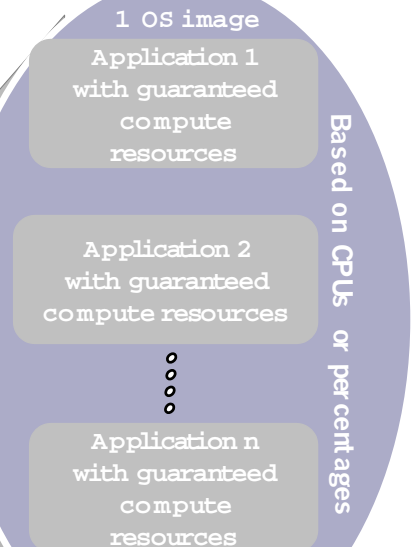 1 OS image
Application 1
with guaranteed
compute
resources
Application 2
with guaranteed
compute resources
Application n
with guaranteed
compute
resources
Based on CPUs or percentages